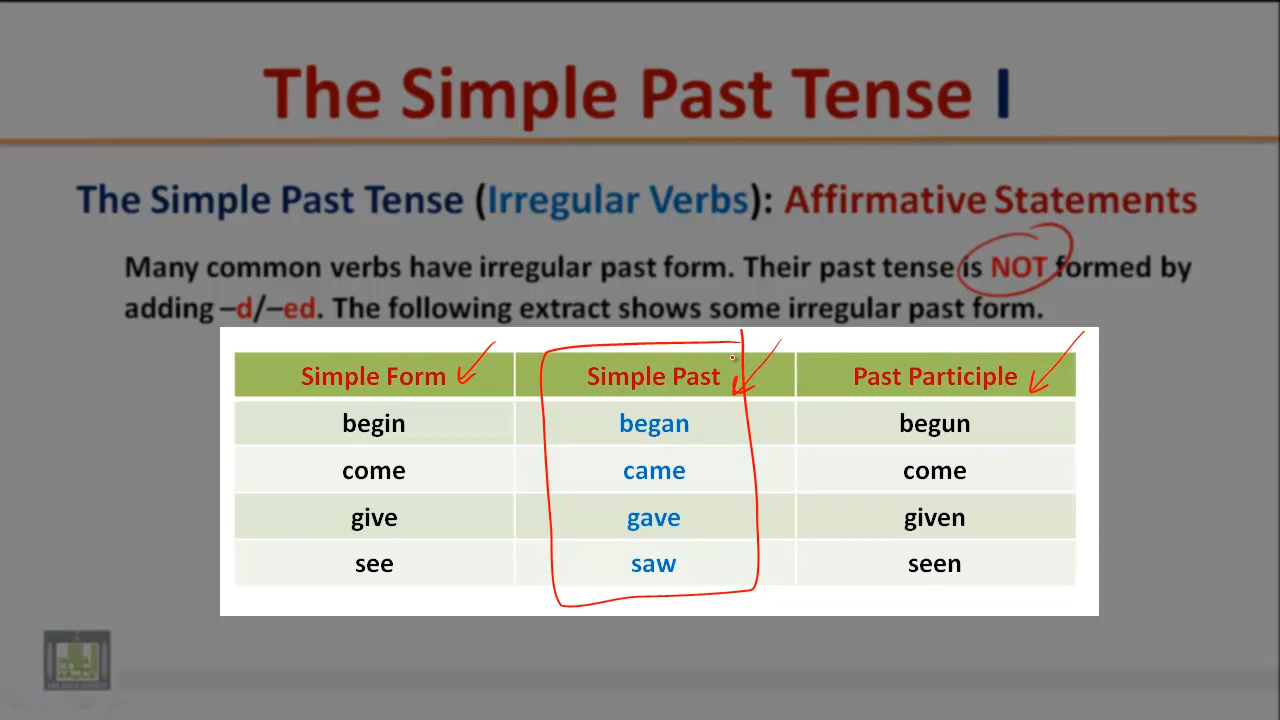 The Simple Past Tense I
The Simple Past Tense (Irregular Verbs): Affirmative Statements
Many common verbs have irregular past form. Their past tense is NOT formed by
adding –d/–ed. The following extract shows some irregular past form.
Simple Form Simple Past Past Participle
begin began begun
come came come
give gave given
see saw seen